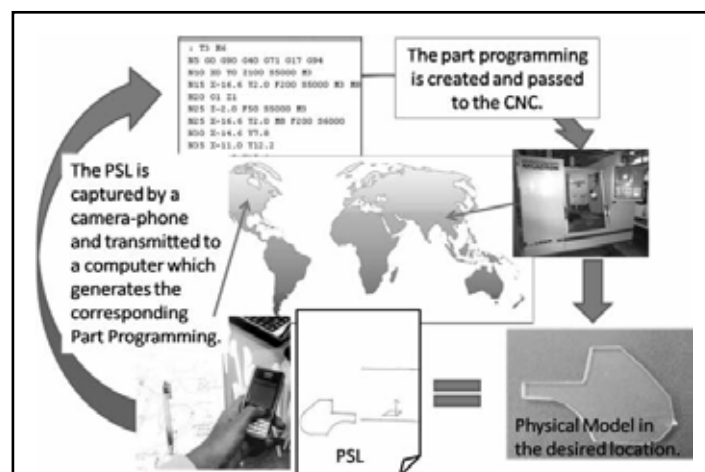 : T3 M6
N5 G0 G90 G40 G71 G17 G94
N10 X0 Y0 Z100 S5000 M3
N15 X-16.6 Y2.0 F200 S5000 M3 M8
N20 G1 Z1
N25 Z-2.0 F50 S5000 M3
N25 X-16.6 Y2.0 M8 F200 S6000
N30 X-14.6 Y7.8
N35 X-11.0 Y12.2
The part programming
is created and passed
to the CNC.
The PSL is
captured by a
camera-phone
and transmitted to
a computer which
generates the
corresponding
Part Programming.
PSL
Physical Model in
the desired location.